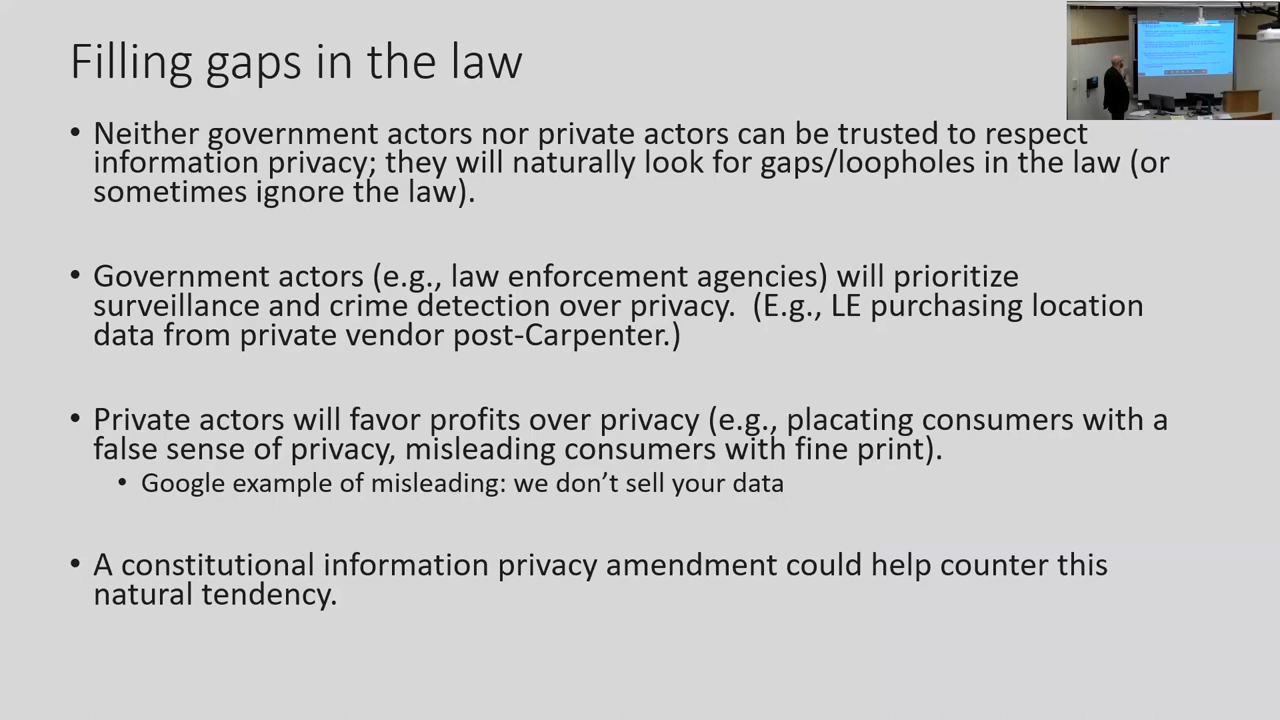 Filling gaps in the law
• Neither government actors nor private actors can be trusted to respect
information privacy; they will naturally look for gaps/loopholes in the law (or
sometimes ignore the law).
• Government actors (e.g., law enforcement agencies) will prioritize
surveillance and crime detection over privacy.  (E.g., LE purchasing location
data from private vendor post-Carpenter.)
• Private actors will favor profits over privacy (e.g., placating consumers with a
false sense of privacy, misleading consumers with fine print).
• Google example of misleading: we don’t sell your data
• A constitutional information privacy amendment could help counter this
natural tendency.